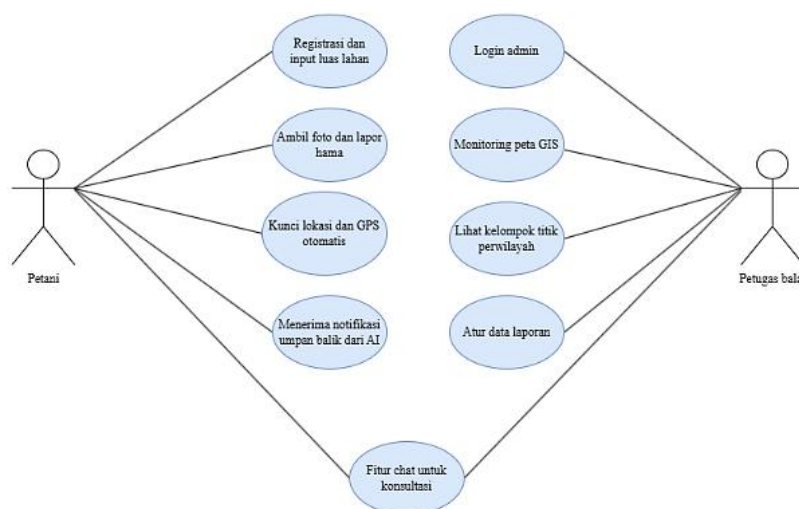 Registrasi dan
input luas lahan
Login admin
Ambil foto dan lapor
hama
Monitoring peta GIS
Kunci lokasi dan GPS
otomatis
Lihat kelompok titik
perwilayah
Petani
Petugas balai
Menerima notifikasi
umpan balik dari AI
Atur data laporan
Fitur chat untuk
konsultasi